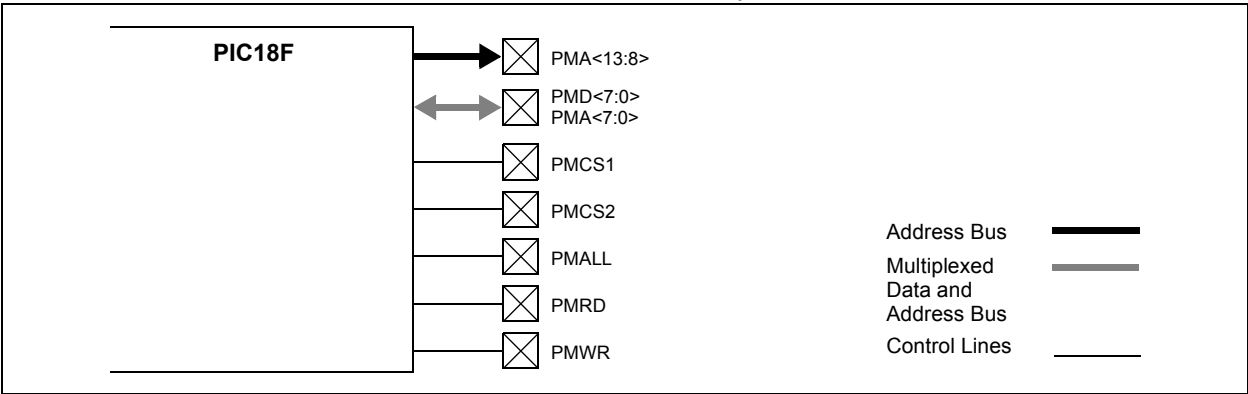 PIC18F
PMA<13:8>
PMD<7:0>
PMA<7:0>
PMCS1
PMCS2
PMALL
PMRD
PMWR
Address Bus
Multiplexed
Data and
Address Bus
Control Lines